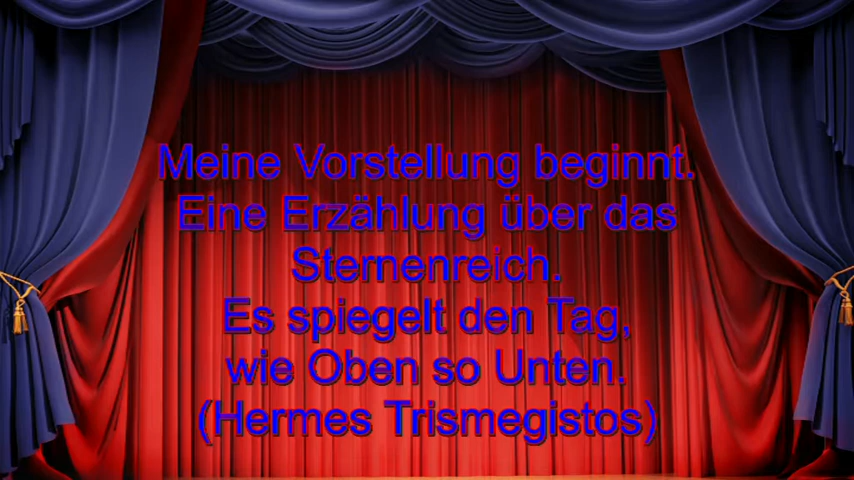 Meine Vorstellung beginnt.
Eine Erzählung über das
Sternenreich.
Es spiegelt den Tag,
wie Oben so Unten.
(Hermes Trismegistos)